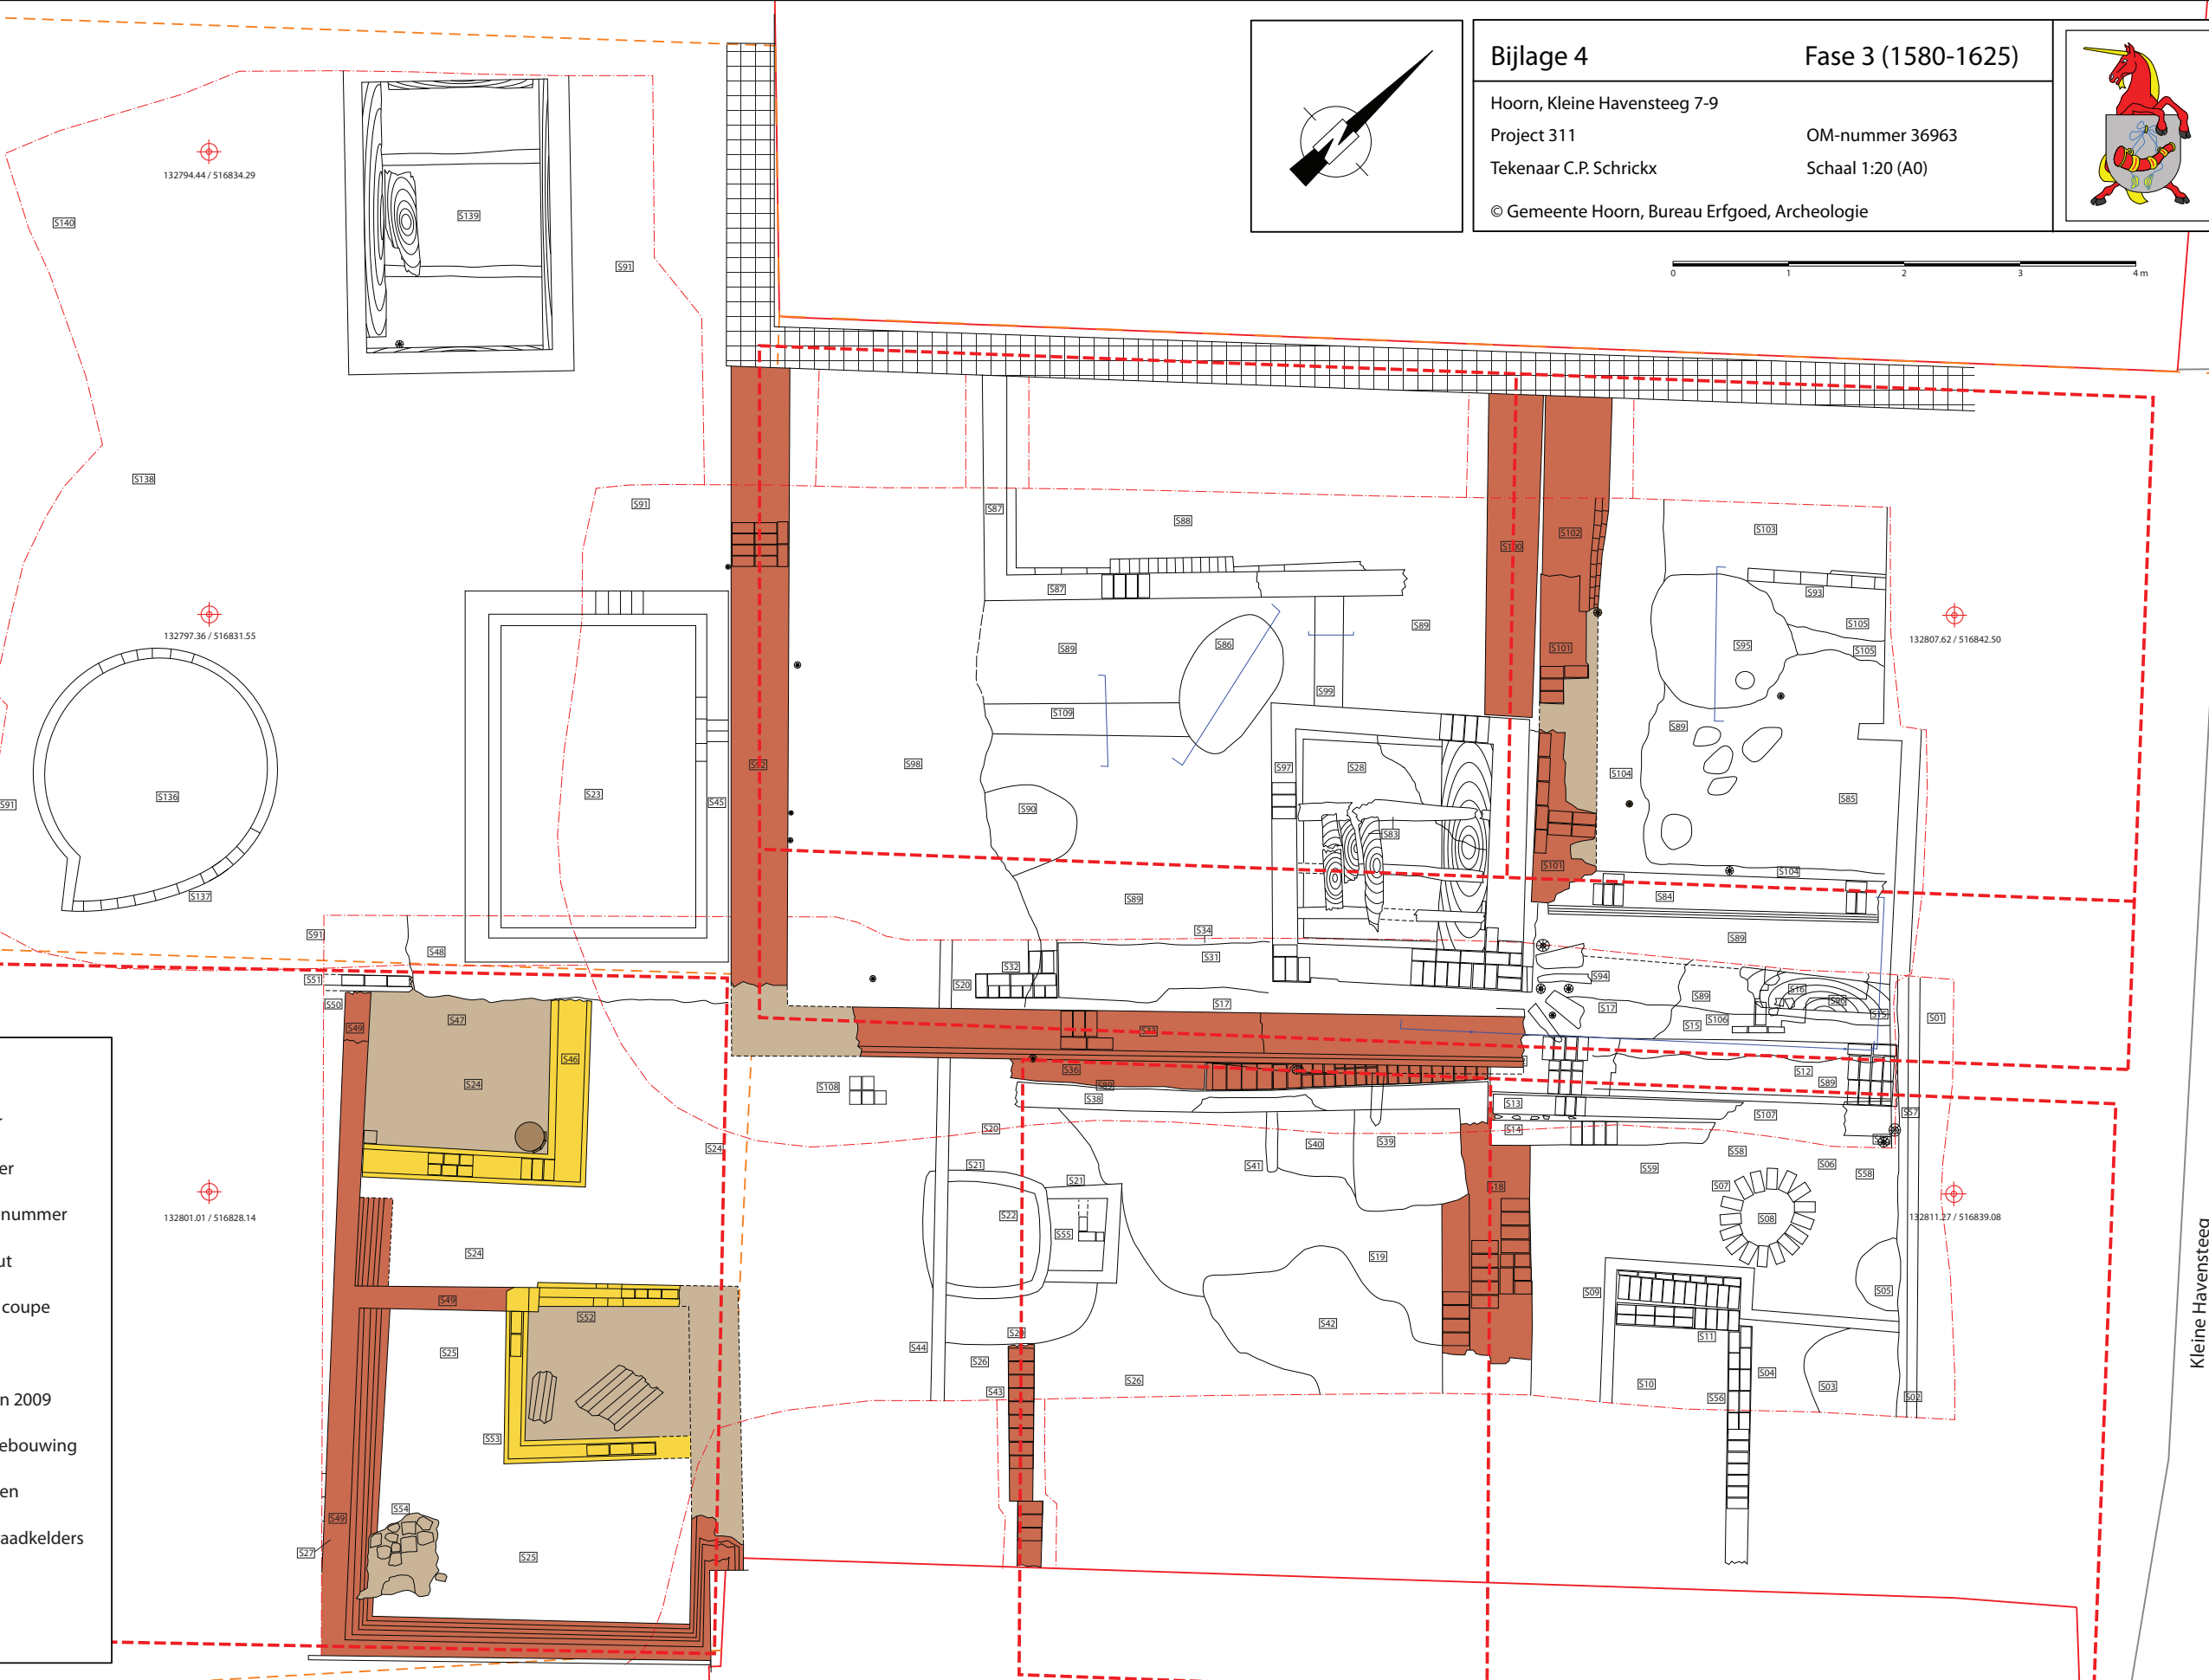 Bijlage 4 Fase 3 (1580-1625)
Hoorn, Kleine Havensteeg 7-9
Project 311 OM-nummer 36963
Tekenaar C.P. Schrickx Schaal 1:20 (A0)
© Gemeente Hoorn, Bureau Erfgoed, Archeologie
0 1 2 3 4 m
132794.44 / 516834.29
S140
S139
S91
S138
S91
S87
S88
S100
S102
S103
S87
S93
132797.36 / 516831.55
S89
S86
S89
S105
132807.62 / 516842.50
S101
S95
S105
S99
S109
S89
S92
S98
S97
S28
S104
S136
S91
S23
S45
S90
S83
S85
S101
S104
S137
S89
S84
S91
S48
S34
S31
S89
S32
S51
S20
S94
S50
S47
S17
S17
S89
S16
S96
S15
S106
S15
S01
S49
S46
S24
S108
S36
S89
S38
S12
S89
S13
S107
S57
S14
S20
S24
S40
S39
S41
S21
S21
S58
S59
S06
S58
S18
S07
132801.01 / 516828.14
S22
S55
S08
132811.27 / 516839.08
S24
S19
S09
S05
S49
S52
S42
S11
S25
S44
S26
S43
S26
S10
S56
S04
S03
S02
S53
S54
S49
S27
S25
Kleine Havensteeg
r
er
nummer
ut
coupe
n 2009
ebouwing
en
aadkelders